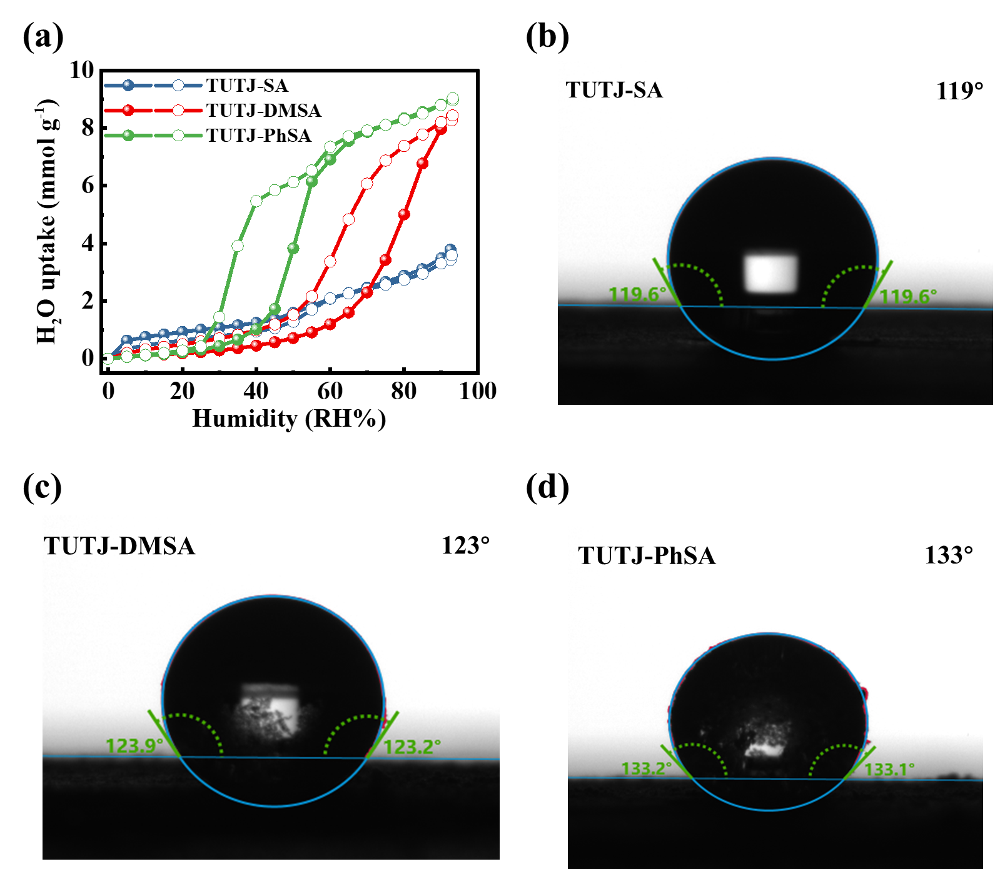 (a)
10
8
6
4
2
0
H₂O uptake (mmol g⁻¹)
TUTJ-SA
TUTJ-DMSA
TUTJ-PhSA
0 20 40 60 80 100
Humidity (RH%)
(b)
TUTJ-SA 119°
119.6° 119.6°
(c)
TUTJ-DMSA 123°
123.9° 123.2°
(d)
TUTJ-PhSA 133°
133.2° 133.1°